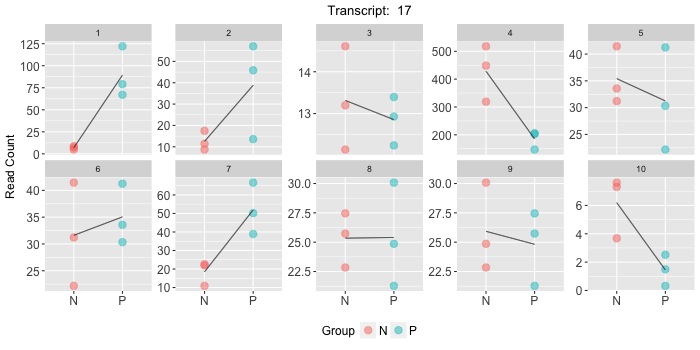 Transcript: 17
1 2 3 4 5
125 100 75 50 25 0
50 40 30 20 10
14 13
500 400 300 200
40 35 30 25
6 7 8 9 10
40 35 30 25
60 50 40 30 20 10
30.0 27.5 25.0 22.5
30.0 27.5 25.0 22.5
6 4 2 0
N P N P N P N P N P
Read Count
Group N P